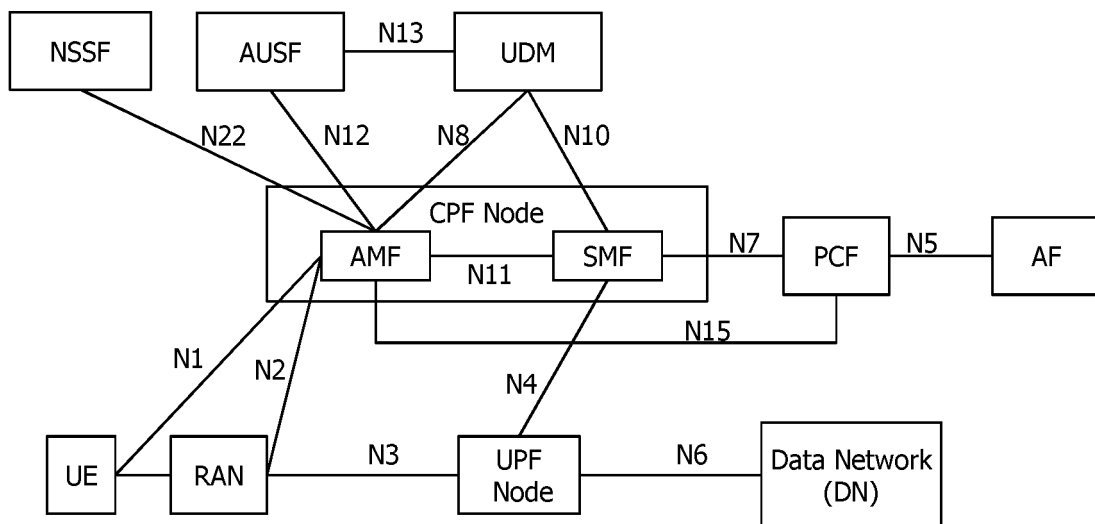 NSSF
AUSF
N13
UDM
N22
N12
N8
N10
CPF Node
AMF
N11
SMF
N7
PCF
N5
AF
N15
N1
N2
N4
UE
RAN
N3
UPF
Node
N6
Data Network
(DN)